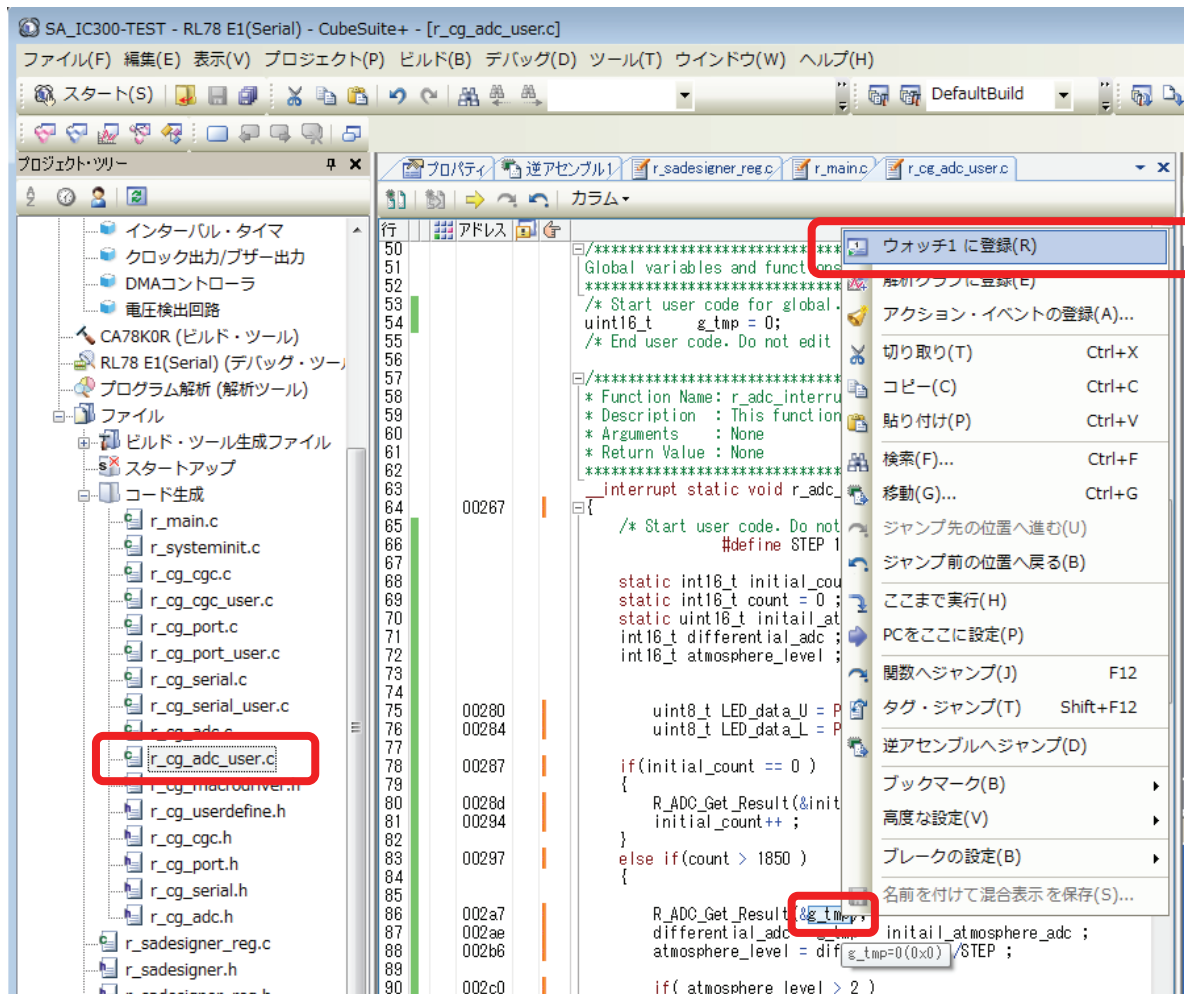 SA_IC300-TEST - RL78 E1(Serial) - CubeSuite+ - [r_cg_adc_user.c]
ファイル(F) 編集(E) 表示(V) プロジェクト(P) ビルド(B) デバッグ(D) ツール(T) ウインドウ(W) ヘルプ(H)
スタート(S) DefaultBuild
プロジェクト・ツリー
プロパティ 逆アセンブル1 r_sadesigner_reg.c r_main.c r_cg_adc_user.c
カラム
インターバル・タイマ
クロック出力/ブザー出力
DMAコントローラ
電圧検出回路
CA78K0R (ビルド・ツール)
RL78 E1(Serial) (デバッグ・ツール
プログラム解析 (解析ツール)
ファイル
ビルド・ツール生成ファイル
スタートアップ
コード生成
r_main.c
r_systeminit.c
r_cg_cgc.c
r_cg_cgc_user.c
r_cg_port.c
r_cg_port_user.c
r_cg_serial.c
r_cg_serial_user.c
r_cg_adc.c
r_cg_adc_user.c
r_cg_macrodriver.h
r_cg_userdefine.h
r_cg_cgc.h
r_cg_port.h
r_cg_serial.h
r_cg_adc.h
r_sadesigner_reg.c
r_sadesigner.h
r_sadesigner_reg.h
行 アドレス
50 /*****************************
51 Global variables and functions
52 ******************************
53 /* Start user code for global.
54 uint16_t g_tmp = 0;
55 /* End user code. Do not edit
56
57 /*****************************
58 * Function Name: r_adc_interru
59 * Description : This function
60 * Arguments : None
61 * Return Value : None
62 ******************************
63 __interrupt static void r_adc_
64 00267 {
65 /* Start user code. Do not
66 #define STEP 1
67
68 static int16_t initial_cou
69 static int16_t count = 0 ;
70 static uint16_t initail_at
71 int16_t differential_adc ;
72 int16_t atmosphere_level ;
73
74
75 00280 uint8_t LED_data_U = P
76 00284 uint8_t LED_data_L = P
77
78 00287 if(initial_count == 0 )
79 {
80 0028d R_ADC_Get_Result(&init
81 00294 initial_count++ ;
82 }
83 00297 else if(count > 1850 )
84 {
85
86 002a7 R_ADC_Get_Result(&g_tmp);
87 002ae differential_adc = g_tmp - initail_atmosphere_adc ;
88 002b6 atmosphere_level = dif /STEP ;
89
90 002c0 if( atmosphere_level > 2 )
g_tmp=0(0x0)
ウォッチ1 に登録(R)
解析グラフに登録(E)
アクション・イベントの登録(A)...
切り取り(T) Ctrl+X
コピー(C) Ctrl+C
貼り付け(P) Ctrl+V
検索(F)... Ctrl+F
移動(G)... Ctrl+G
ジャンプ先の位置へ進む(U)
ジャンプ前の位置へ戻る(B)
ここまで実行(H)
PCをここに設定(P)
関数へジャンプ(J) F12
タグ・ジャンプ(T) Shift+F12
逆アセンブルへジャンプ(D)
ブックマーク(B)
高度な設定(V)
ブレークの設定(B)
名前を付けて混合表示を保存(S)...